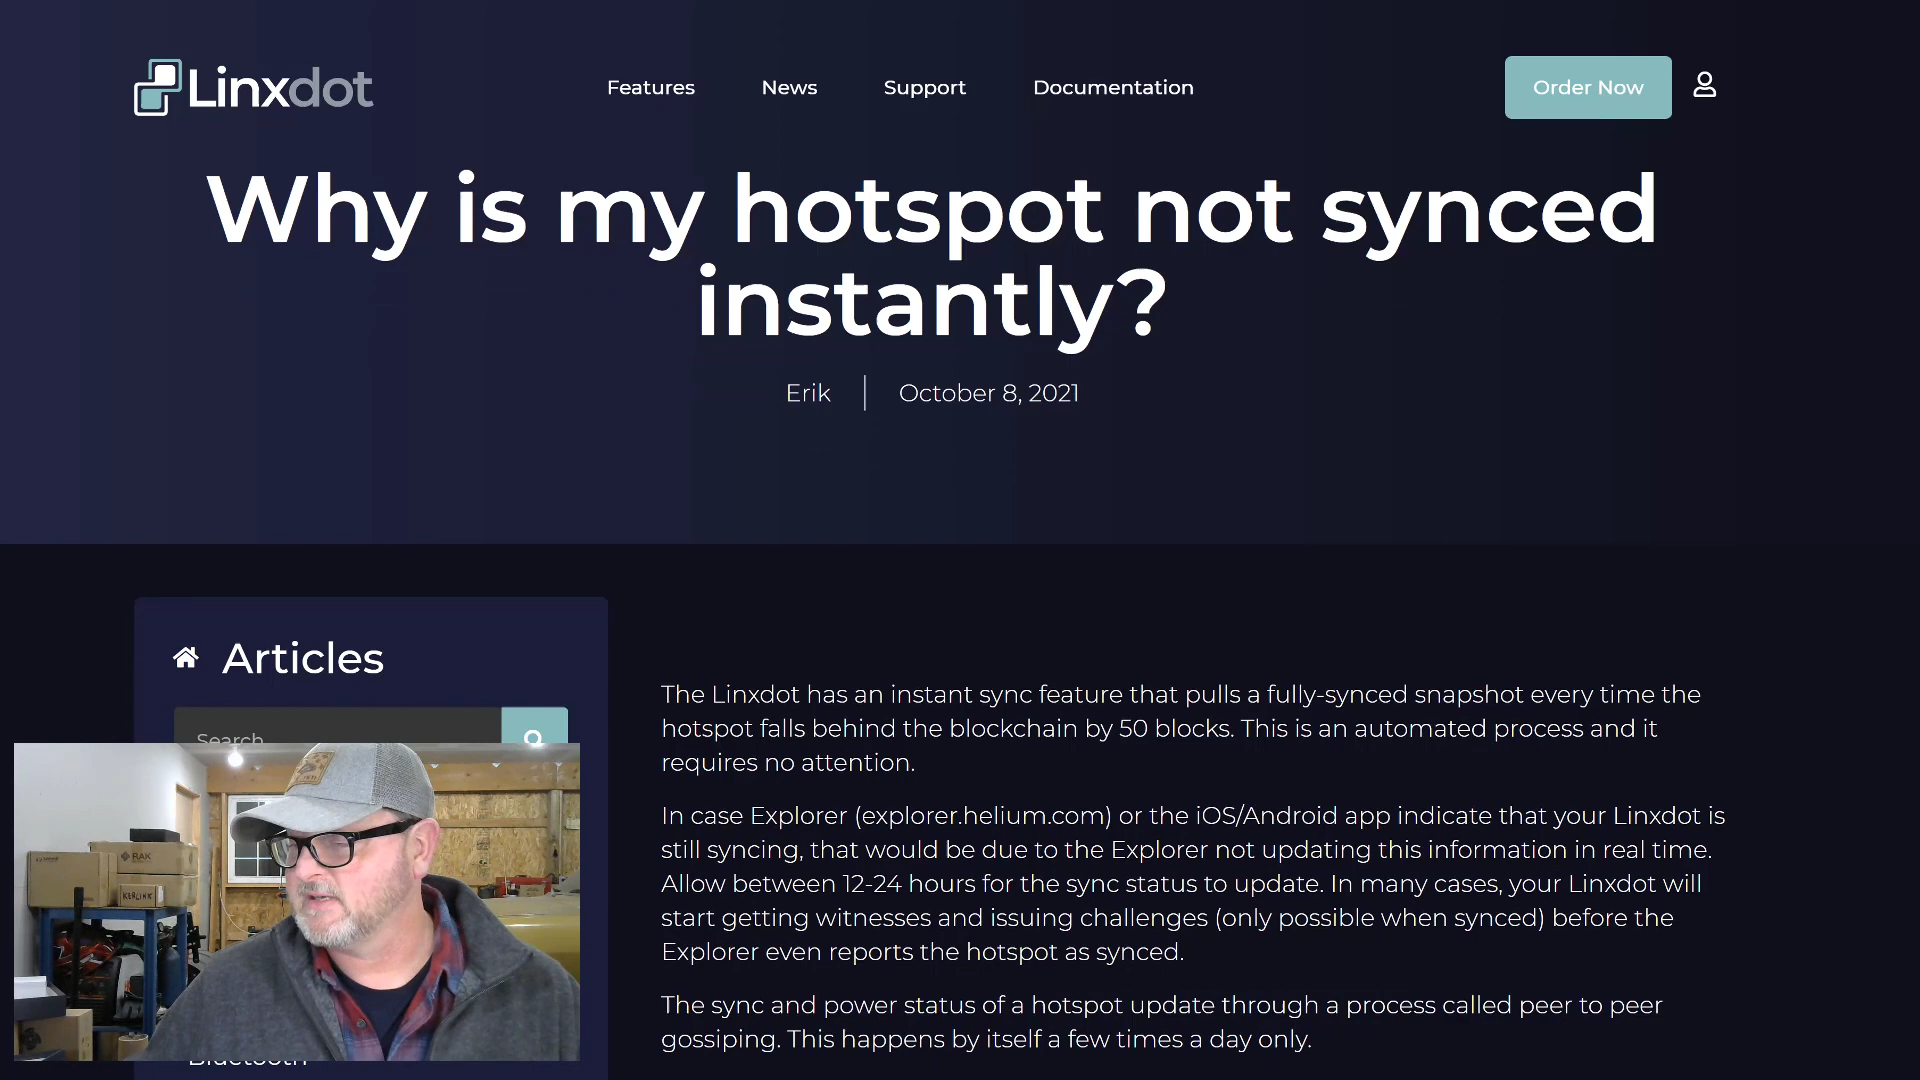 Linxdot
Features
News
Support
Documentation
Order Now
Why is my hotspot not synced
instantly?
Erik
October 8, 2021
Articles
Search
The Linxdot has an instant sync feature that pulls a fully-synced snapshot every time the
hotspot falls behind the blockchain by 50 blocks. This is an automated process and it
requires no attention.
In case Explorer (explorer.helium.com) or the iOS/Android app indicate that your Linxdot is
still syncing, that would be due to the Explorer not updating this information in real time.
Allow between 12-24 hours for the sync status to update. In many cases, your Linxdot will
start getting witnesses and issuing challenges (only possible when synced) before the
Explorer even reports the hotspot as synced.
The sync and power status of a hotspot update through a process called peer to peer
gossiping. This happens by itself a few times a day only.
RAK
KERLINK
Bluetooth